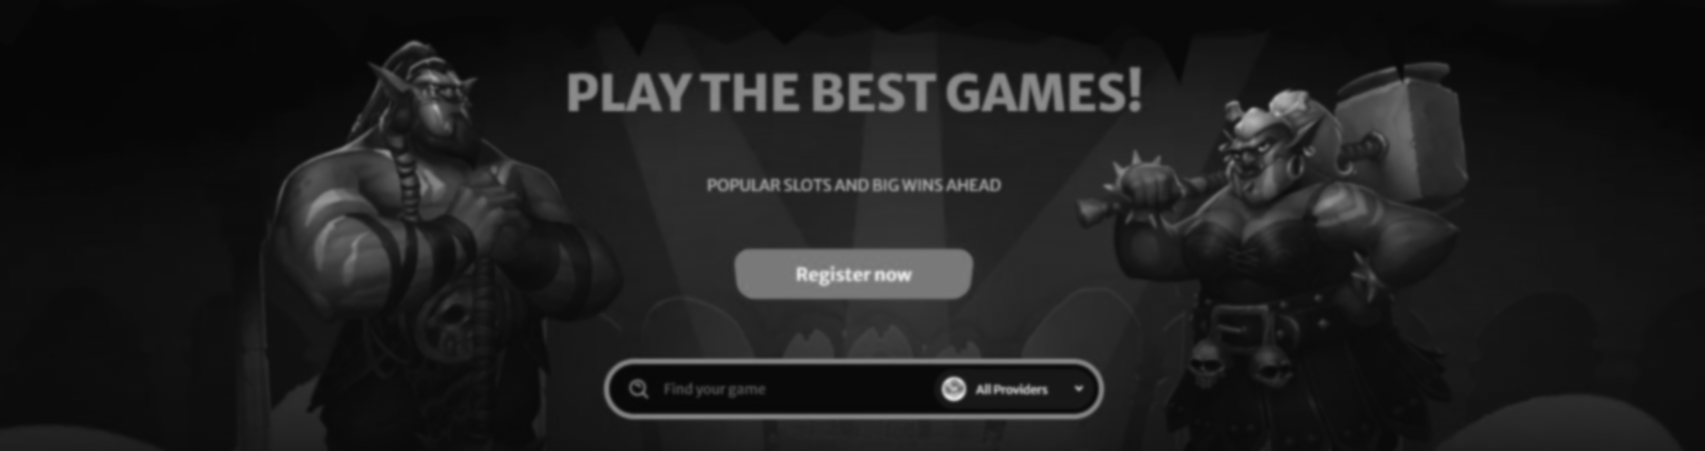 PLAY THE BEST GAMES!
POPULAR SLOTS AND BIG WINS AHEAD
Register now
Find your game
All Providers